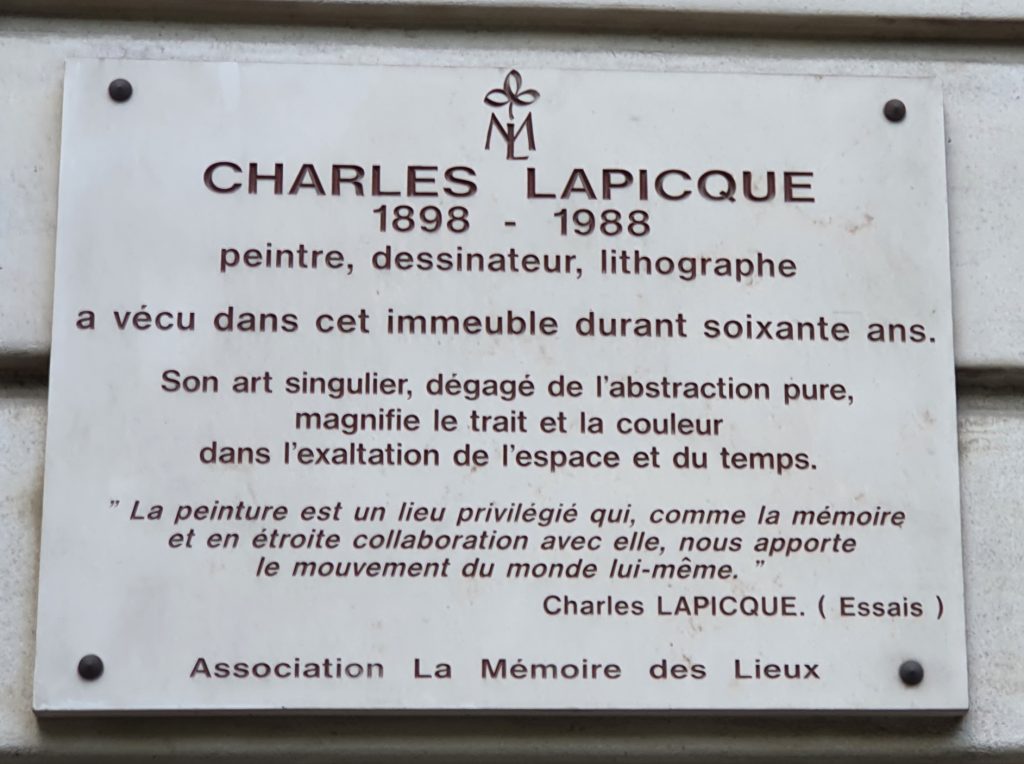 CHARLES LAPICQUE
1898 - 1988
peintre, dessinateur, lithographe
a vécu dans cet immeuble durant soixante ans.
Son art singulier, dégagé de l'abstraction pure,
magnifie le trait et la couleur
dans l'exaltation de l'espace et du temps.
" La peinture est un lieu privilégié qui, comme la mémoire
et en étroite collaboration avec elle, nous apporte
le mouvement du monde lui-même. "
Charles LAPICQUE. ( Essais )
Association La Mémoire des Lieux